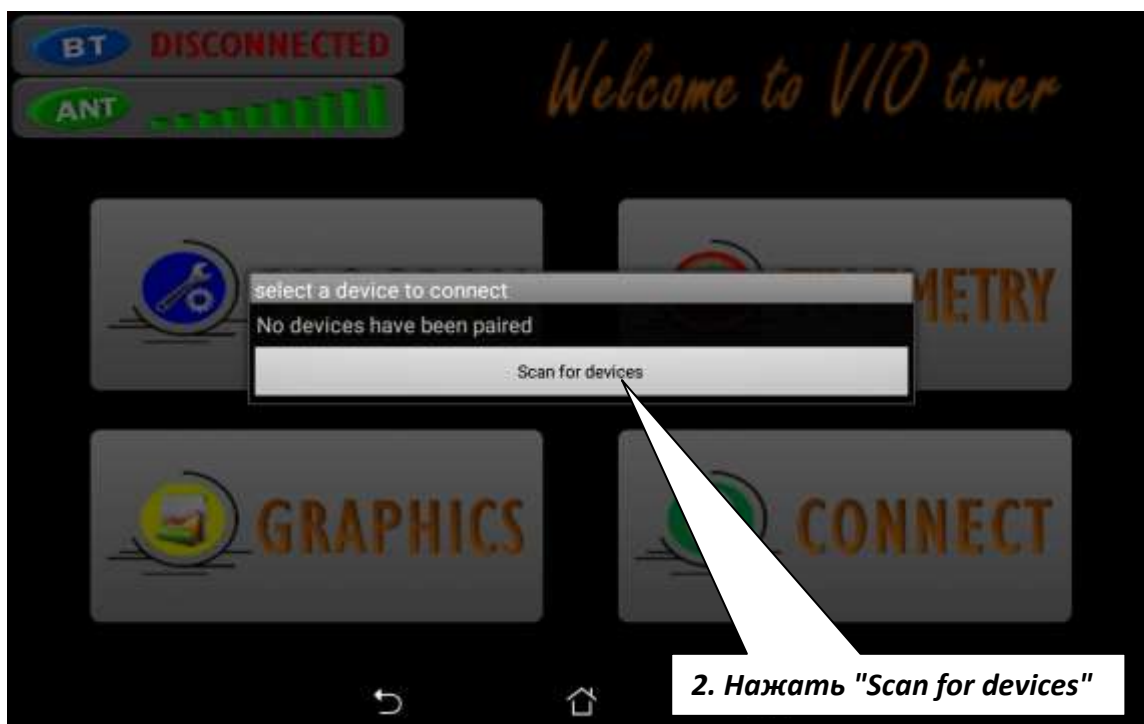 BT DISCONNECTED
Welcome to VIO timer
ANT
METRY
select a device to connect
No devices have been paired
Scan for devices
GRAPHICS
CONNECT
2. Нажать "Scan for devices"